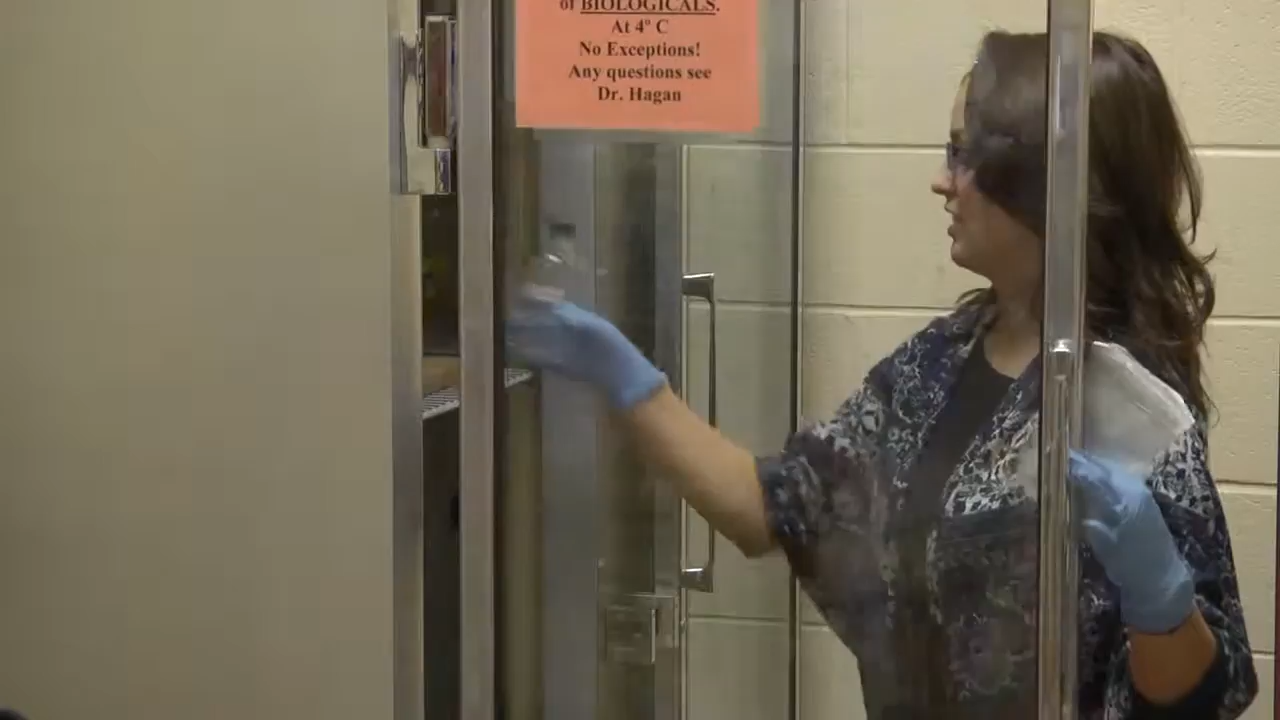 of BIOLOGICALS.
At 4° C
No Exceptions!
Any questions see
Dr. Hagan